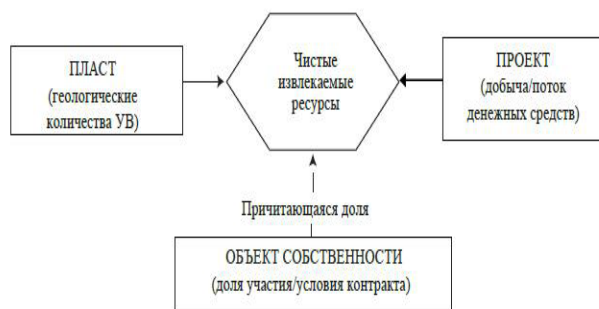 ПЛАСТ
(геологические
количества УВ)
Чистые
извлекаемые
ресурсы
ПРОЕКТ
(добыча/поток
денежных средств)
Причитающаяся доля
ОБЪЕКТ СОБСТВЕННОСТИ
(доля участия/условия контракта)